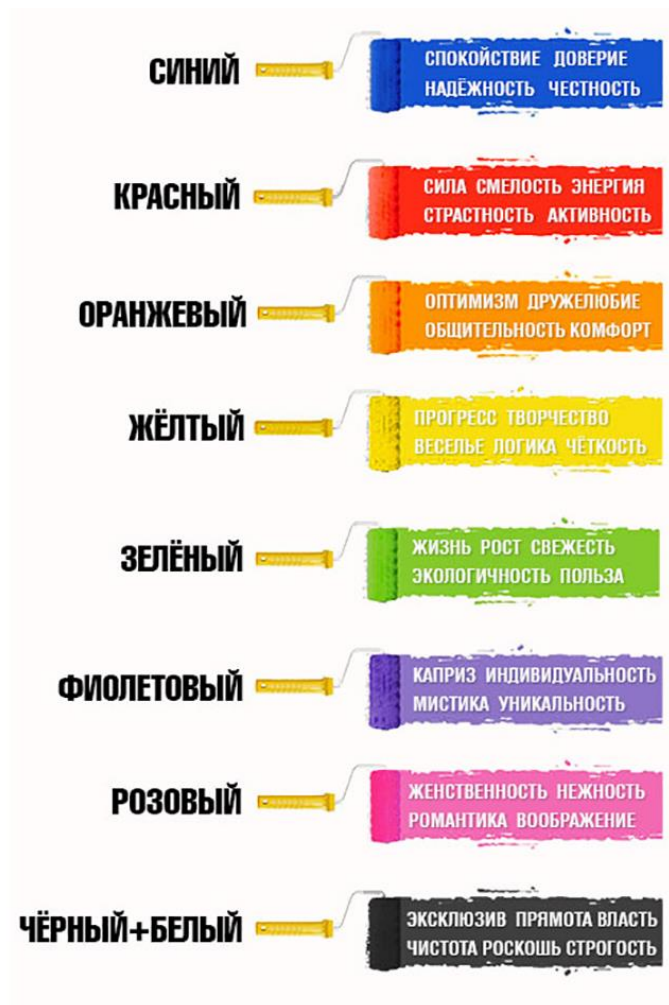 СИНИЙ
СПОКОЙСТВИЕ ДОВЕРИЕ
НАДЁЖНОСТЬ ЧЕСТНОСТЬ
КРАСНЫЙ
СИЛА СМЕЛОСТЬ ЭНЕРГИЯ
СТРАСТНОСТЬ АКТИВНОСТЬ
ОРАНЖЕВЫЙ
ОПТИМИЗМ ДРУЖЕЛЮБИЕ
ОБЩИТЕЛЬНОСТЬ КОМФОРТ
ЖЁЛТЫЙ
ПРОГРЕСС ТВОРЧЕСТВО
ВЕСЕЛЬЕ ЛОГИКА ЧЁТКОСТЬ
ЗЕЛЁНЫЙ
ЖИЗНЬ РОСТ СВЕЖЕСТЬ
ЭКОЛОГИЧНОСТЬ ПОЛЬЗА
ФИОЛЕТОВЫЙ
КАПРИЗ ИНДИВИДУАЛЬНОСТЬ
МИСТИКА УНИКАЛЬНОСТЬ
РОЗОВЫЙ
ЖЕНСТВЕННОСТЬ НЕЖНОСТЬ
РОМАНТИКА ВООБРАЖЕНИЕ
ЧЁРНЫЙ+БЕЛЫЙ
ЭКСКЛЮЗИВ ПРЯМОТА ВЛАСТЬ
ЧИСТОТА РОСКОШЬ СТРОГОСТЬ